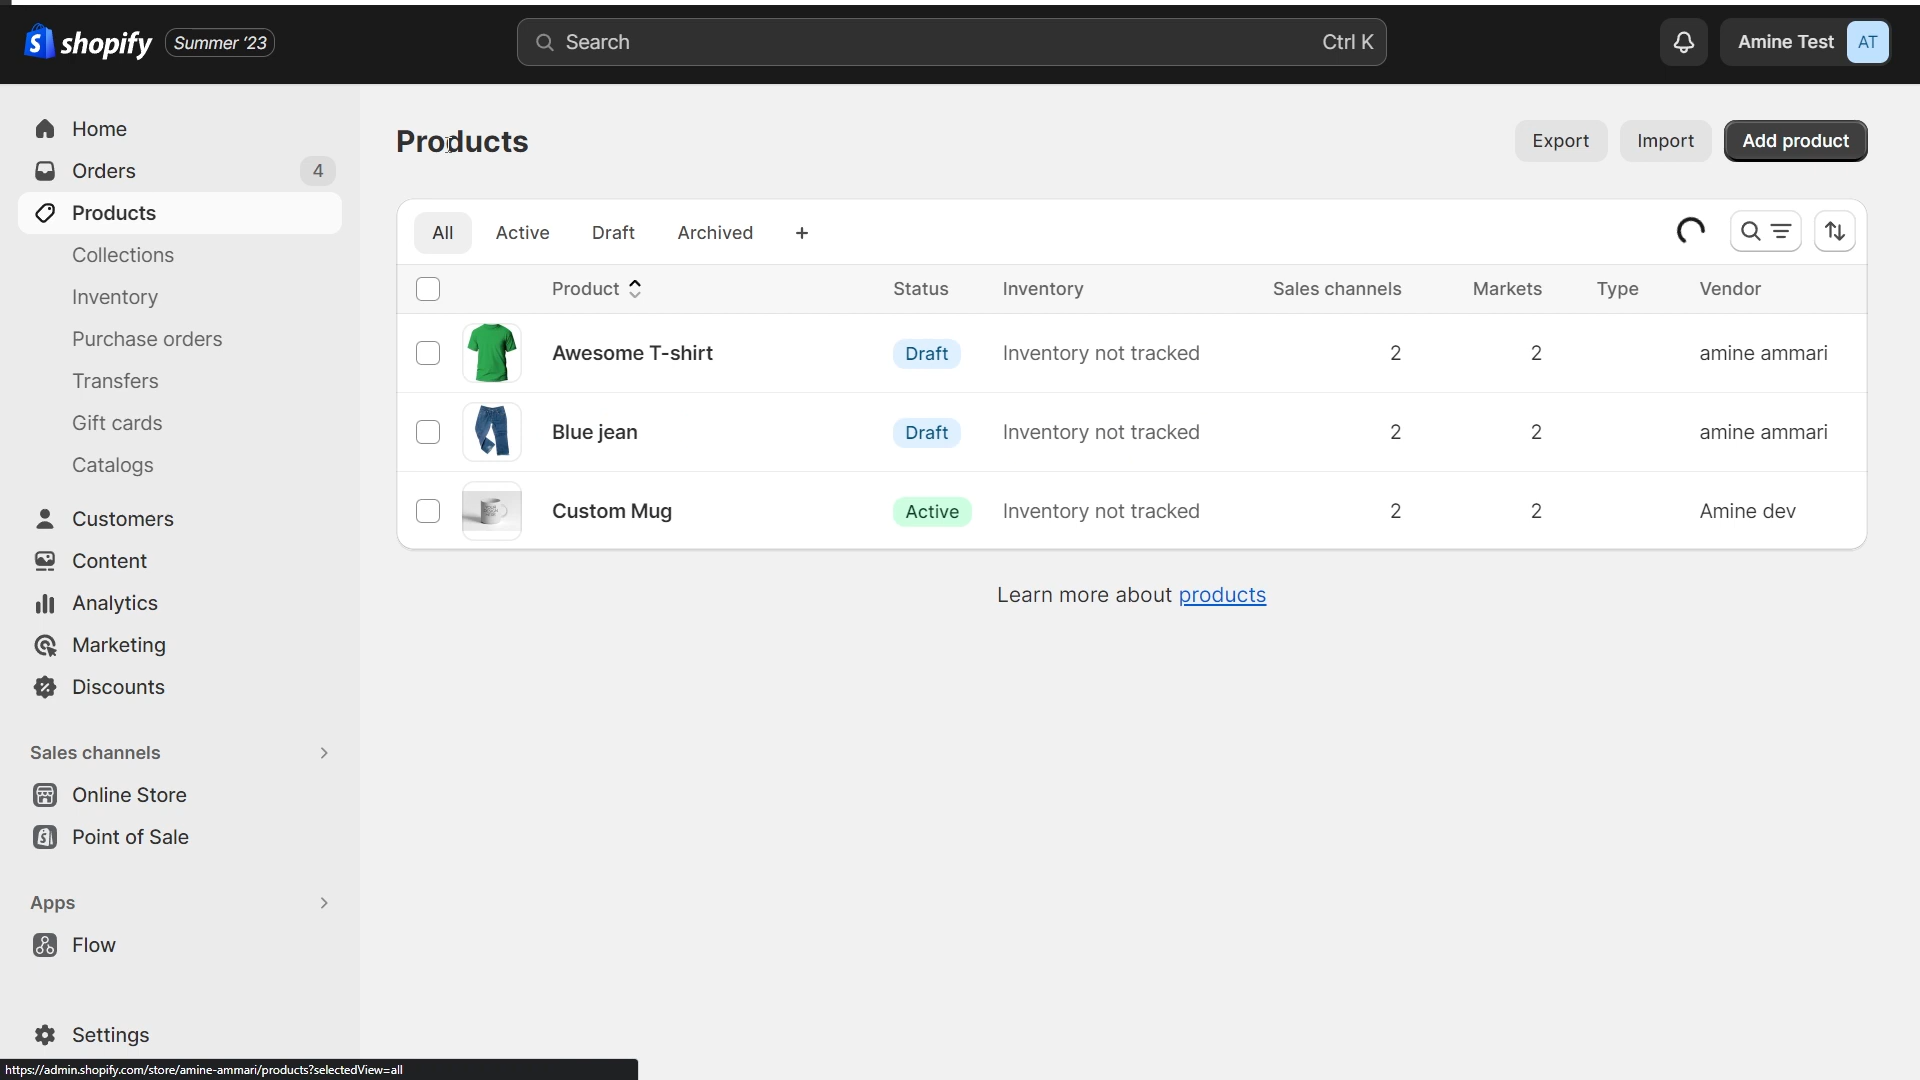 shopify Summer '23
Search Ctrl K
Amine Test AT
Home
Orders 4
Products
Collections
Inventory
Purchase orders
Transfers
Gift cards
Catalogs
Customers
Content
Analytics
Marketing
Discounts
Sales channels
Online Store
Point of Sale
Apps
Flow
Settings
Products
Export Import Add product
All Active Draft Archived +
Product Status Inventory Sales channels Markets Type Vendor
Awesome T-shirt Draft Inventory not tracked 2 2 amine ammari
Blue jean Draft Inventory not tracked 2 2 amine ammari
Custom Mug Active Inventory not tracked 2 2 Amine dev
Learn more about products
https://admin.shopify.com/store/amine-ammari/products?selectedView=all